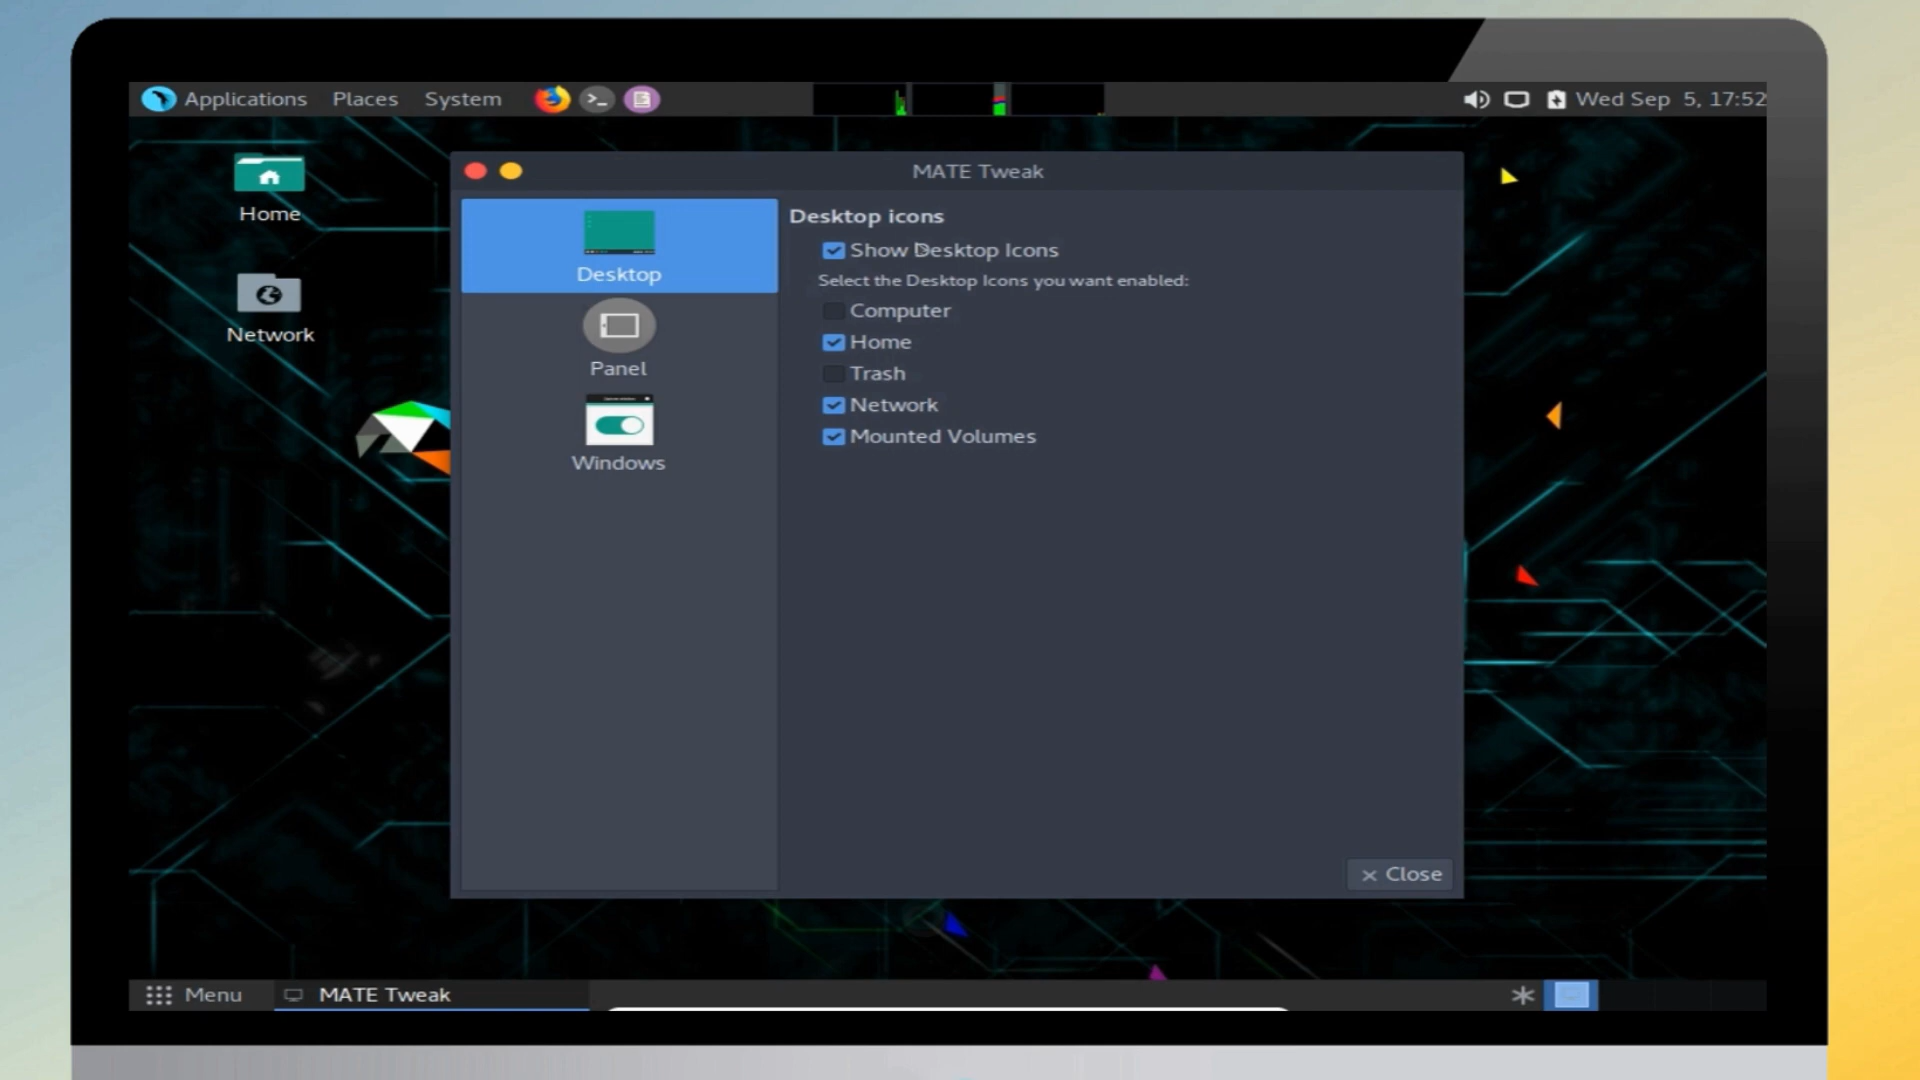 Applications Places System
Wed Sep 5, 17:52
Home
Network
MATE Tweak
Desktop
Panel
Windows
Desktop icons
Show Desktop Icons
Select the Desktop Icons you want enabled:
Computer
Home
Trash
Network
Mounted Volumes
Close
Menu
MATE Tweak